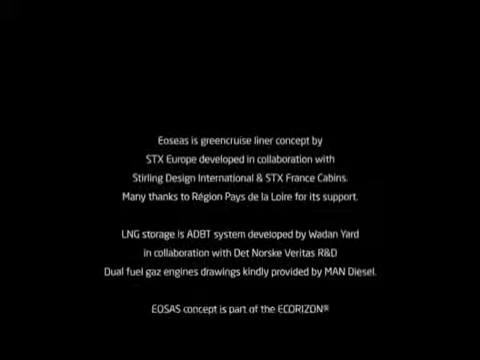 Eoseas is greencruise liner concept by
STX Europe developed in collaboration with
Stirling Design International & STX France Cabins.
Many thanks to Région Pays de la Loire for its support.
LNG storage is ADBT system developed by Wadan Yard
in collaboration with Det Norske Veritas R&D
Dual fuel gaz engines drawings kindly provided by MAN Diesel.
EOSAS concept is part of the ECORIZON®